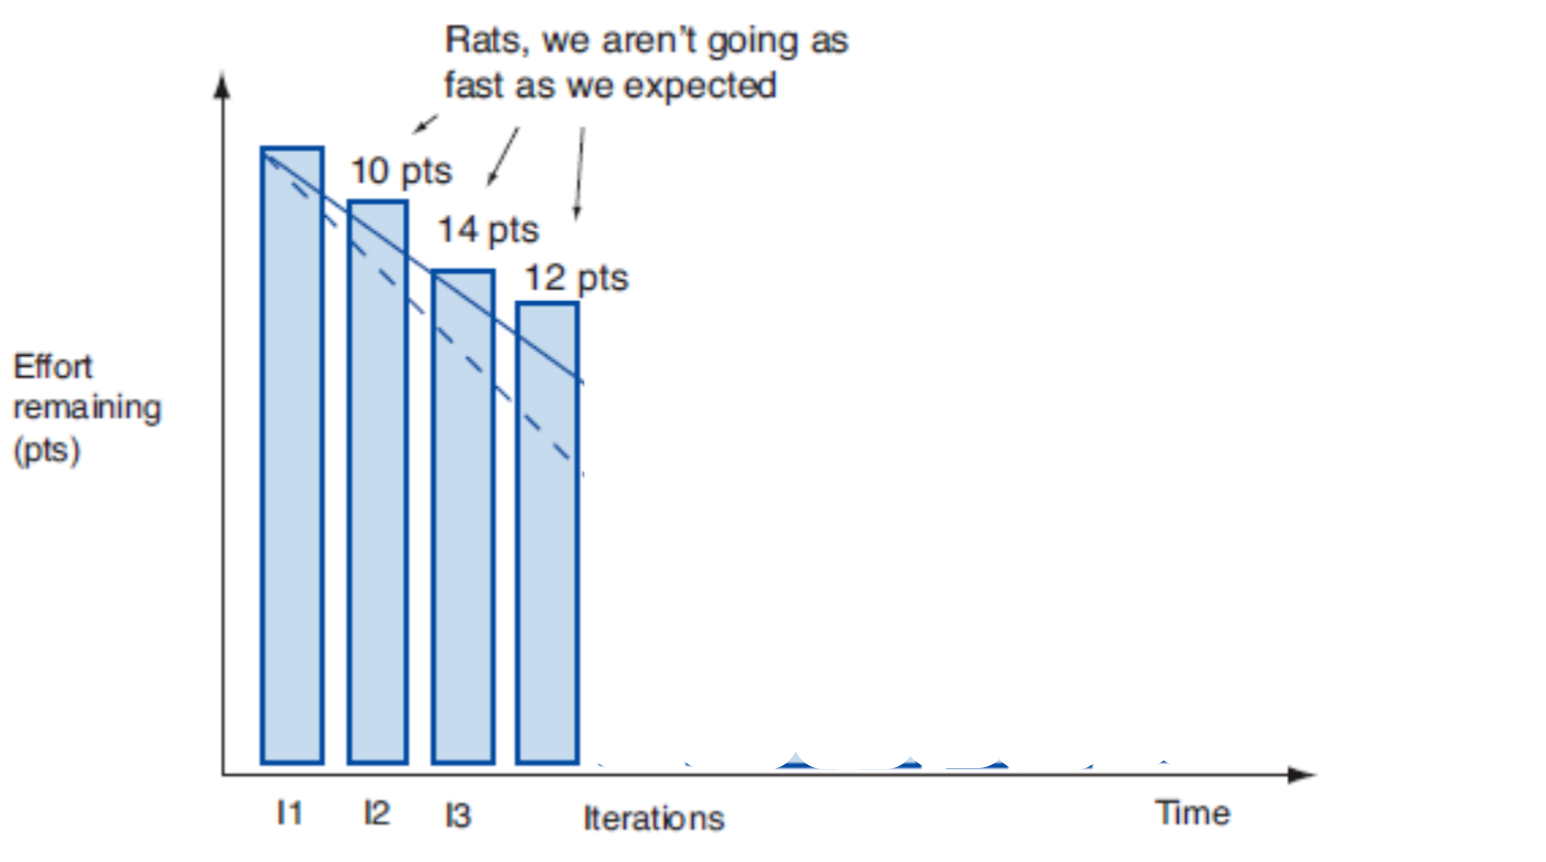 Rats, we aren't going as
fast as we expected
10 pts
14 pts
12 pts
Effort
remaining
(pts)
I1 I2 I3 Iterations Time